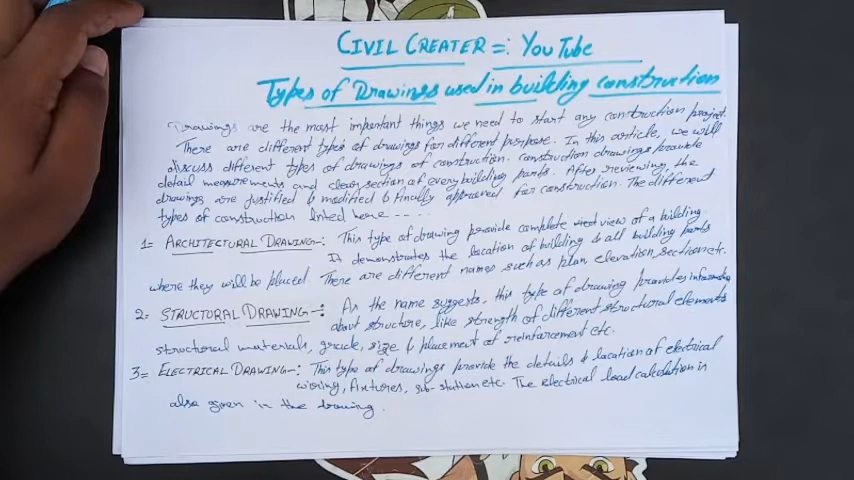 CIVIL CREATER =: YouTube
Types of Drawings used in building construction
Drawings are the most important things we need to start any construction project.
There are different types of drawings for different purpose. In this article, we will
discuss different types of drawings of construction. construction drawings provide
detail measurements and clear section of every building parts. After reviewing, the
drawings are justified & modified & finally approved for construction. The different
types of construction listed here ----
1= ARCHITECTURAL DRAWING-: This type of drawing provide complete view of a building
It demonstrates the location of building & all building parts
where they will be placed There are different names such as plan, elevation, section etc.
2= STRUCTURAL DRAWING-: As the name suggests, this type of drawing provides information
about structure, like strength of different structural elements
structural materials, grade, size & placement of reinforcement etc.
3= ELECTRICAL DRAWING-: This type of drawings provide the details & location of electrical
wiring, fixtures, sub-station etc. The electrical load calculation is
also given in the drawing.